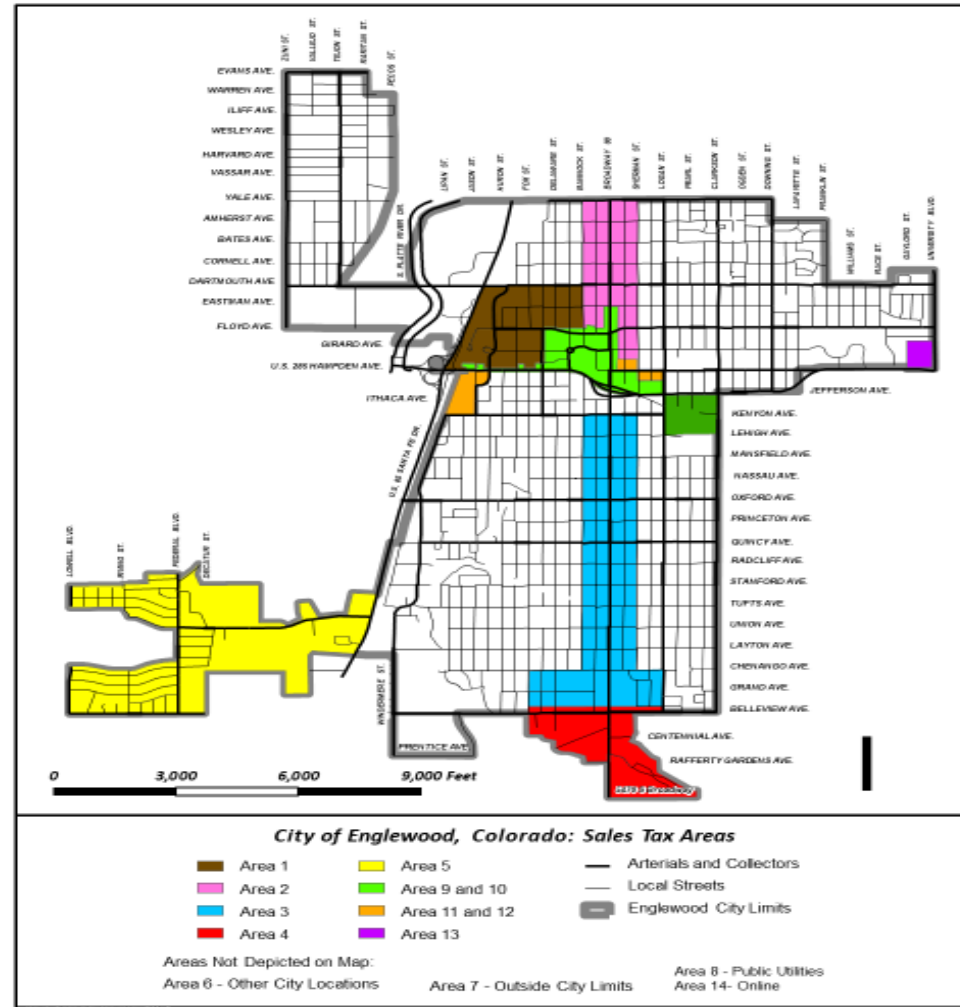 ZUNI ST.
VALLEJO ST.
TEJON ST.
RARITAN ST.
PECOS ST.
EVANS AVE.
WARREN AVE.
ILIFF AVE.
WESLEY AVE.
HARVARD AVE.
VASSAR AVE.
YALE AVE.
AMHERST AVE.
BATES AVE.
CORNELL AVE.
DARTMOUTH AVE.
EASTMAN AVE.
FLOYD AVE.
GIRARD AVE.
U.S. 285 HAMPDEN AVE.
ITHACA AVE.
S. PLATTE RIVER DR.
LIPAN ST.
JASON ST.
HURON ST.
FOX ST.
DELAWARE ST.
BANNOCK ST.
BROADWAY
SHERMAN ST.
LOGAN ST.
PEARL ST.
CLARKSON ST.
OGDEN ST.
DOWNING ST.
LAFAYETTE ST.
FRANKLIN ST.
WILLIAMS ST.
RACE ST.
GAYLORD ST.
UNIVERSITY BLVD.
JEFFERSON AVE.
KENYON AVE.
LEHIGH AVE.
MANSFIELD AVE.
NASSAU AVE.
OXFORD AVE.
PRINCETON AVE.
QUINCY AVE.
RADCLIFF AVE.
STANFORD AVE.
TUFTS AVE.
UNION AVE.
LAYTON AVE.
CHENANGO AVE.
GRAND AVE.
BELLEVIEW AVE.
CENTENNIAL AVE.
RAFFERTY GARDENS AVE.
U.S. 85 SANTA FE DR.
LOWELL BLVD.
IRVING ST.
FEDERAL BLVD.
DECATUR ST.
WINDERMERE ST.
PRENTICE AVE.
Broadway
0 3,000 6,000 9,000 Feet
City of Englewood, Colorado: Sales Tax Areas
Area 1 Area 5 Arterials and Collectors
Area 2 Area 9 and 10 Local Streets
Area 3 Area 11 and 12 Englewood City Limits
Area 4 Area 13
Areas Not Depicted on Map:
Area 6 - Other City Locations Area 7 - Outside City Limits Area 8 - Public Utilities
Area 14- Online